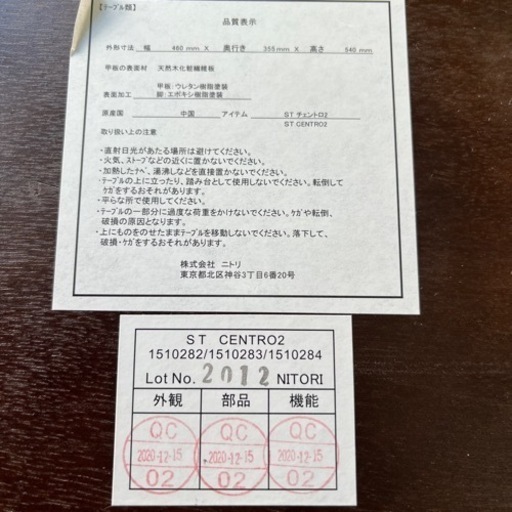 【テーブル類】
品質表示
外形寸法 幅 460 mm X 奥行き 355 mm X 高さ 540 mm
甲板の表面材 天然木化粧繊維板
甲板：ウレタン樹脂塗装
表面加工 脚：エポキシ樹脂塗装
原産国 中国 アイテム ST チェントロ2
ST CENTRO2
取り扱い上の注意
・直射日光があたる場所は避けてください。
・火気、ストーブなどの近くに置かないでください。
・加熱したナベ、湯沸しなどを直接置かないでください。
・テーブルの上に立ったり、踏み台として使用しないでください。転倒して
ケガをするおそれがあります。
・平らな所で使用してください。
・テーブルの一部分に過度な荷重をかけないでください。ケガや転倒、
破損の原因となります。
・上にものをのせたままテーブルを移動しないでください。落下して、
破損・ケガをするおそれがあります。
株式会社 ニトリ
東京都北区神谷3丁目6番20号
ST CENTRO2
1510282/1510283/1510284
Lot No. 2012 NITORI
外観 部品 機能
QC QC QC
2020-12-15 2020-12-15 2020-12-15
02 02 02